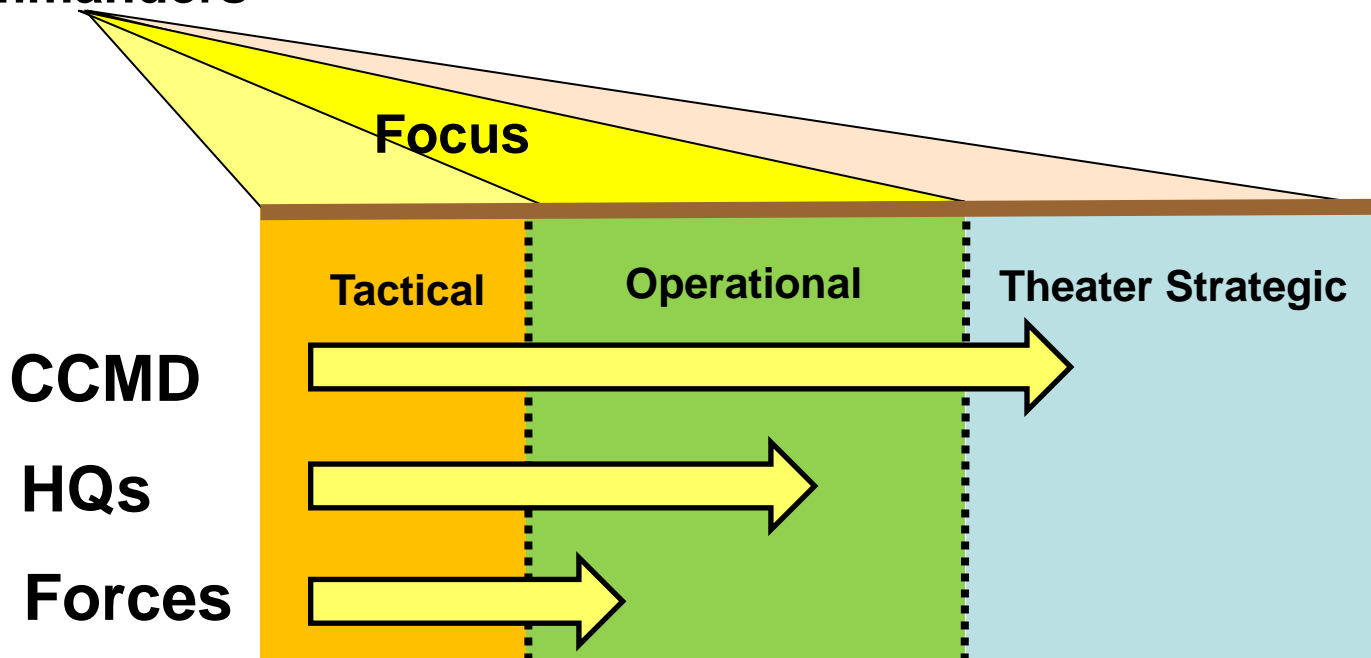 Focus
Tactical
Operational
Theater Strategic
CCMD
HQs
Forces